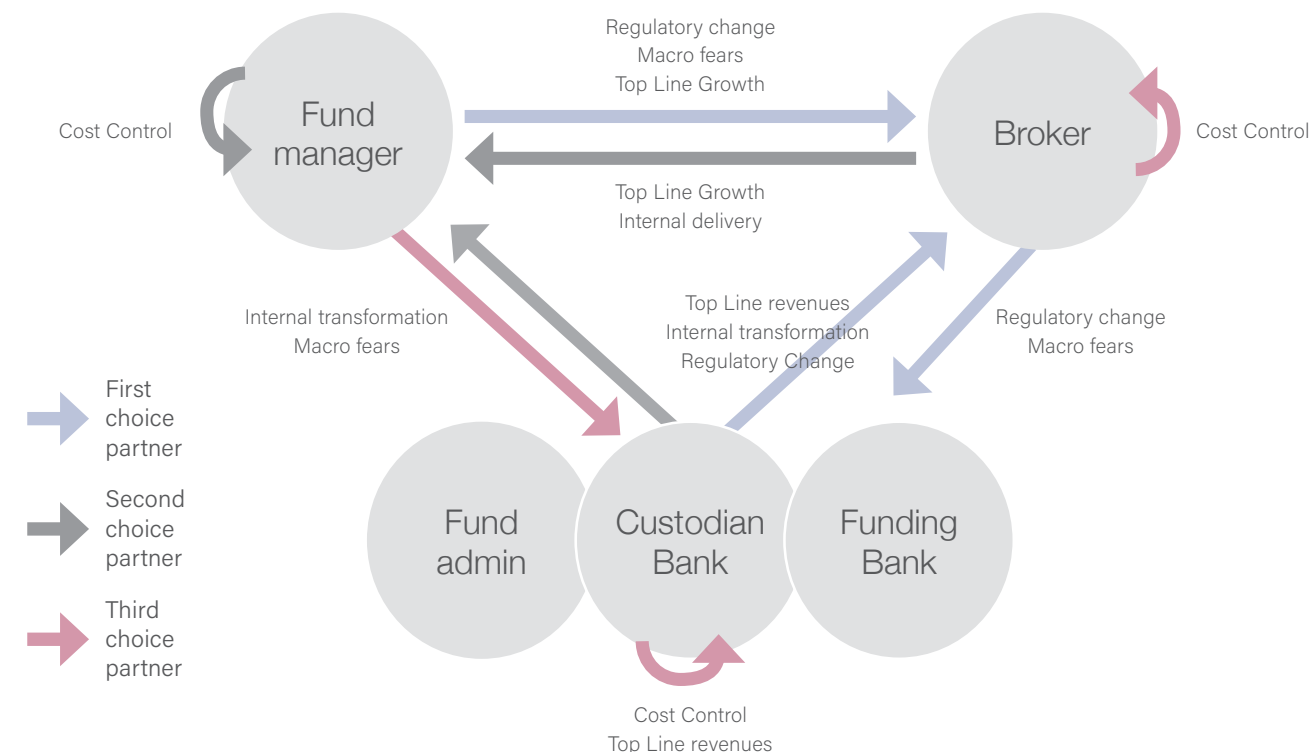 Regulatory change
Macro fears
Top Line Growth
Cost Control
Fund
manager
Broker
Cost Control
Top Line Growth
Internal delivery
Internal transformation
Macro fears
Top Line revenues
Internal transformation
Regulatory Change
Regulatory change
Macro fears
First
choice
partner
Second
choice
partner
Third
choice
partner
Fund
admin
Custodian
Bank
Funding
Bank
Cost Control
Top Line revenues